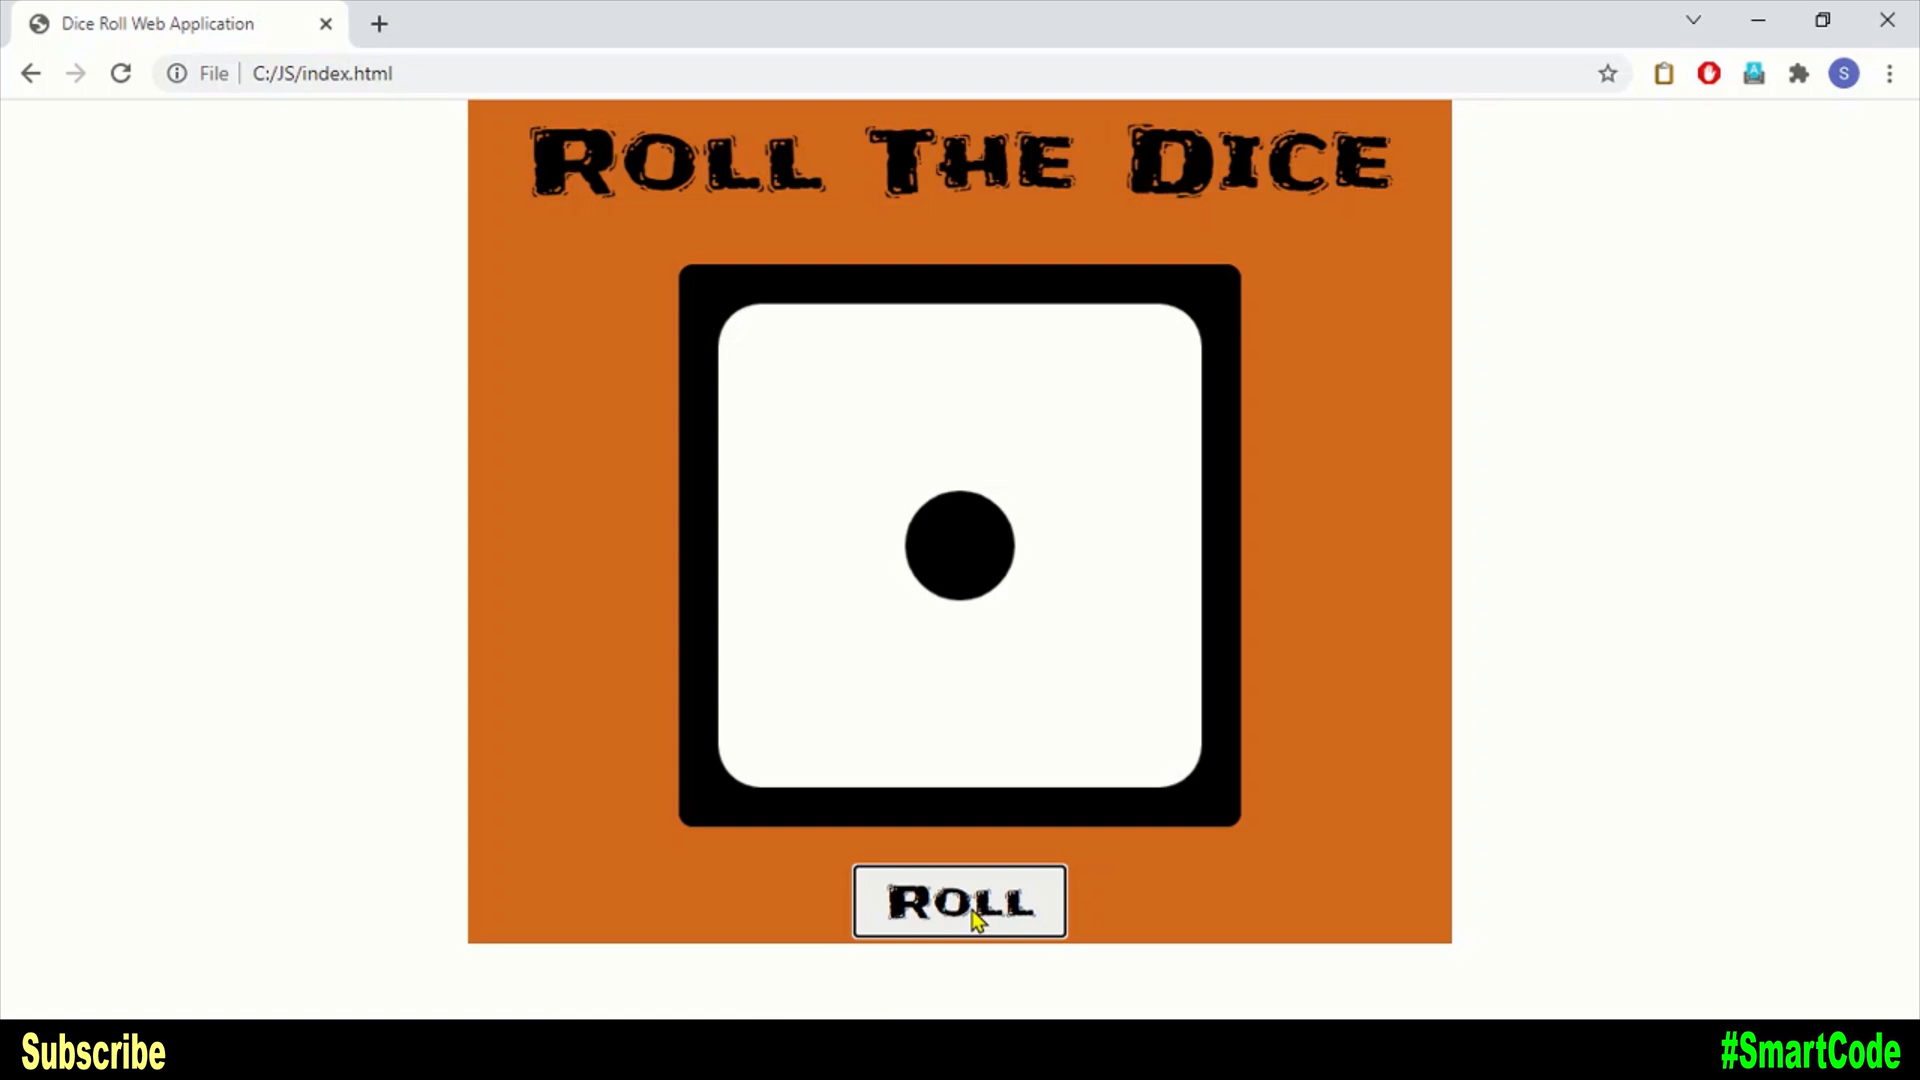 Dice Roll Web Application
File C:/JS/index.html
S
Roll The Dice
Roll
Subscribe
#SmartCode